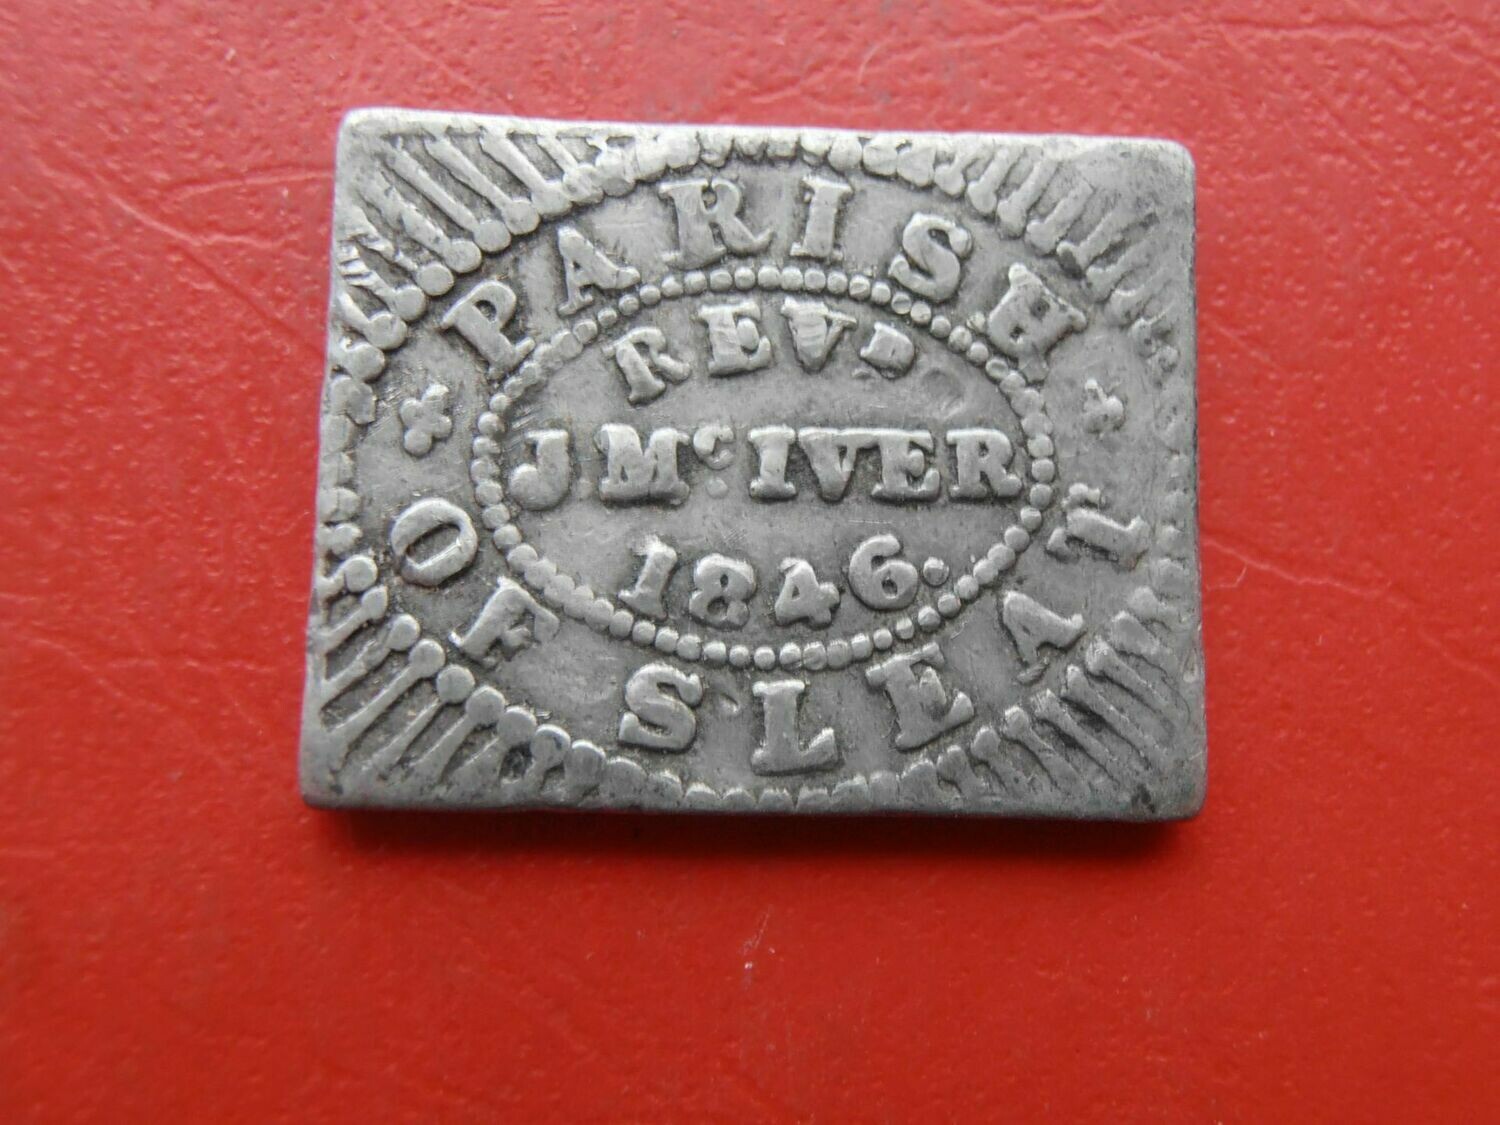 PARISH
OF SLEAT
REVD
J. Mc. IVER
1846.